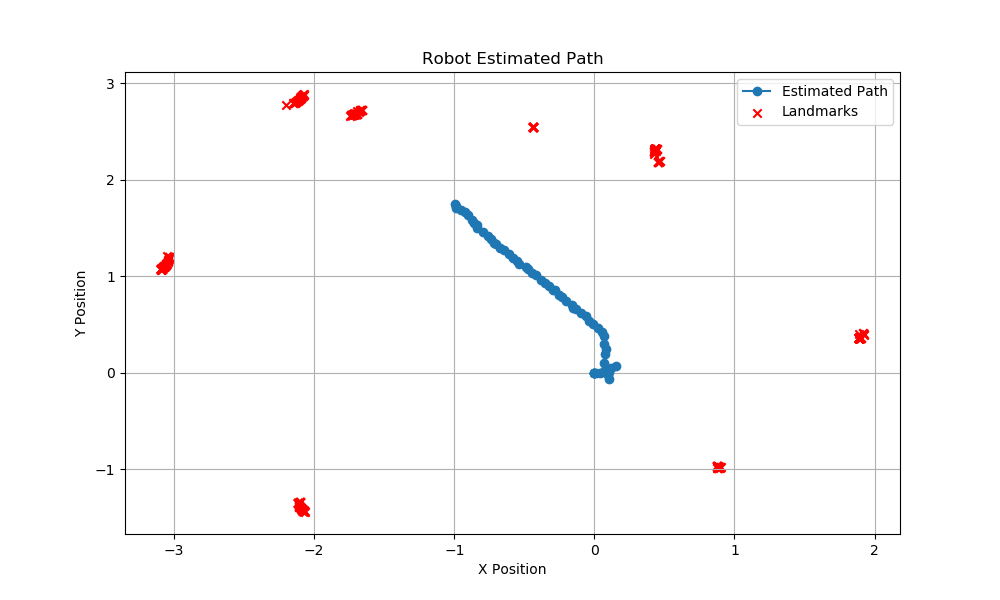 Robot Estimated Path
Estimated Path
Landmarks
3
2
1
0
−1
Y Position
−3
−2
−1
0
1
2
X Position